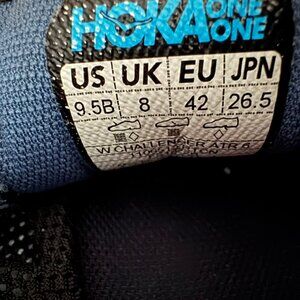 HOKA ONE ONE
US UK EU JPN
9.5B 8 42 26.5
W CHALLENGER ATR 6